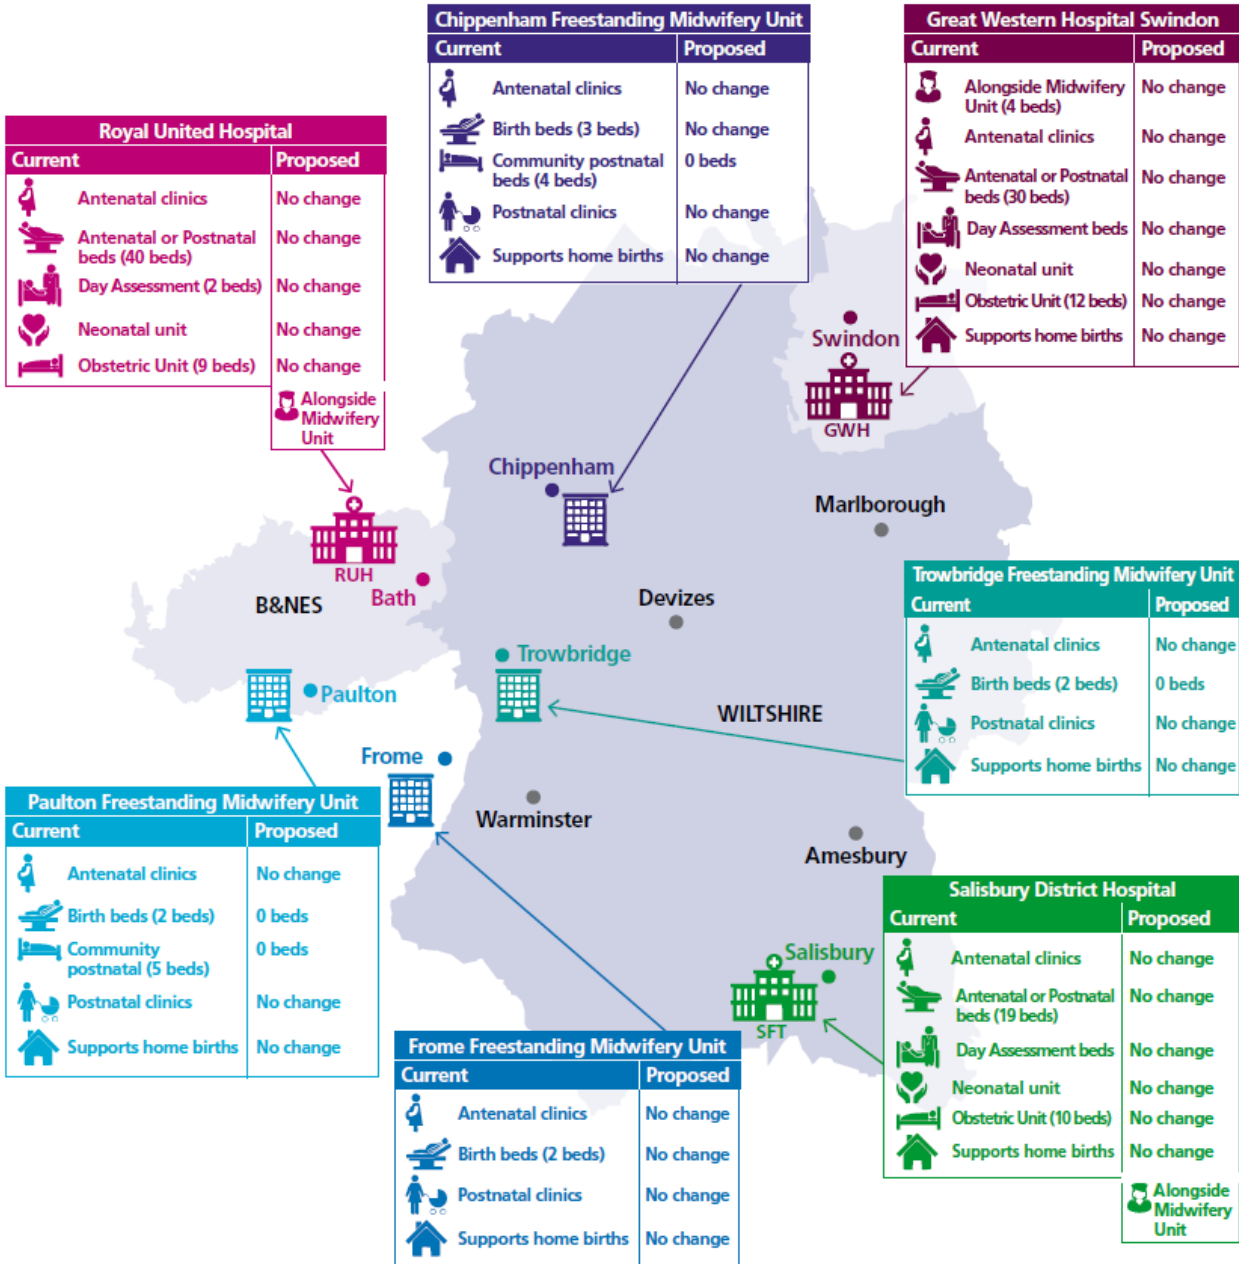 Chippenham Freestanding Midwifery Unit
Current Proposed
Antenatal clinics No change
Birth beds (3 beds) No change
Community postnatal 0 beds
beds (4 beds)
Postnatal clinics No change
Supports home births No change
Great Western Hospital Swindon
Current Proposed
Alongside Midwifery No change
Unit (4 beds)
Antenatal clinics No change
Antenatal or Postnatal No change
beds (30 beds)
Day Assessment beds No change
Neonatal unit No change
Obstetric Unit (12 beds) No change
Supports home births No change
Royal United Hospital
Current Proposed
Antenatal clinics No change
Antenatal or Postnatal No change
beds (40 beds)
Day Assessment (2 beds) No change
Neonatal unit No change
Obstetric Unit (9 beds) No change
Alongside
Midwifery
Unit
Swindon
GWH
Chippenham
Marlborough
RUH
Bath
B&NES
Devizes
Trowbridge
Paulton
WILTSHIRE
Frome
Warminster
Amesbury
Salisbury
SFT
Trowbridge Freestanding Midwifery Unit
Current Proposed
Antenatal clinics No change
Birth beds (2 beds) 0 beds
Postnatal clinics No change
Supports home births No change
Paulton Freestanding Midwifery Unit
Current Proposed
Antenatal clinics No change
Birth beds (2 beds) 0 beds
Community 0 beds
postnatal (5 beds)
Postnatal clinics No change
Supports home births No change
Salisbury District Hospital
Current Proposed
Antenatal clinics No change
Antenatal or Postnatal No change
beds (19 beds)
Day Assessment beds No change
Neonatal unit No change
Obstetric Unit (10 beds) No change
Supports home births No change
Alongside
Midwifery
Unit
Frome Freestanding Midwifery Unit
Current Proposed
Antenatal clinics No change
Birth beds (2 beds) No change
Postnatal clinics No change
Supports home births No change